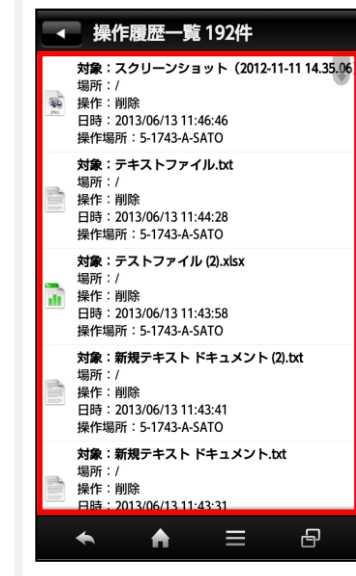 操作履歴一覧 192件
対象：スクリーンショット（2012-11-11 14.35.06
場所：/
操作：削除
日時：2013/06/13 11:46:46
操作場所：5-1743-A-SATO
対象：テキストファイル.txt
場所：/
操作：削除
日時：2013/06/13 11:44:28
操作場所：5-1743-A-SATO
対象：テストファイル (2).xlsx
場所：/
操作：削除
日時：2013/06/13 11:43:58
操作場所：5-1743-A-SATO
対象：新規テキスト ドキュメント (2).txt
場所：/
操作：削除
日時：2013/06/13 11:43:41
操作場所：5-1743-A-SATO
対象：新規テキスト ドキュメント.txt
場所：/
操作：削除
日時：2013/06/13 11:43:31